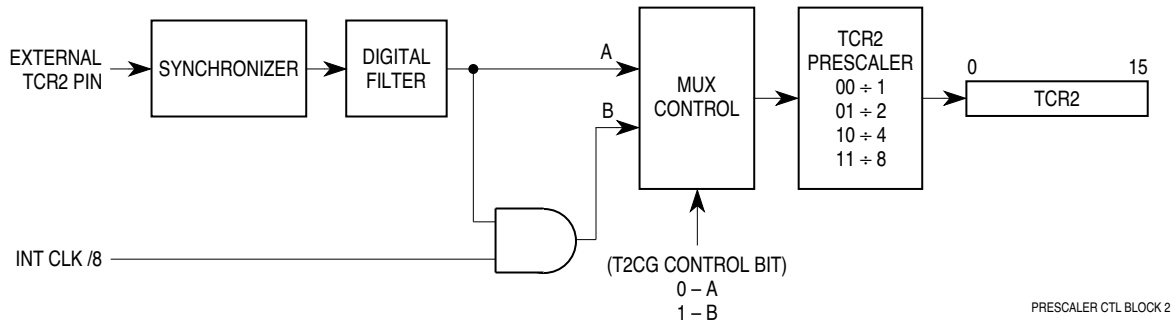 EXTERNAL
TCR2 PIN
SYNCHRONIZER
DIGITAL
FILTER
A
B
MUX
CONTROL
TCR2
PRESCALER
00 ÷ 1
01 ÷ 2
10 ÷ 4
11 ÷ 8
0 15
TCR2
INT CLK /8
(T2CG CONTROL BIT)
0 – A
1 – B
PRESCALER CTL BLOCK 2